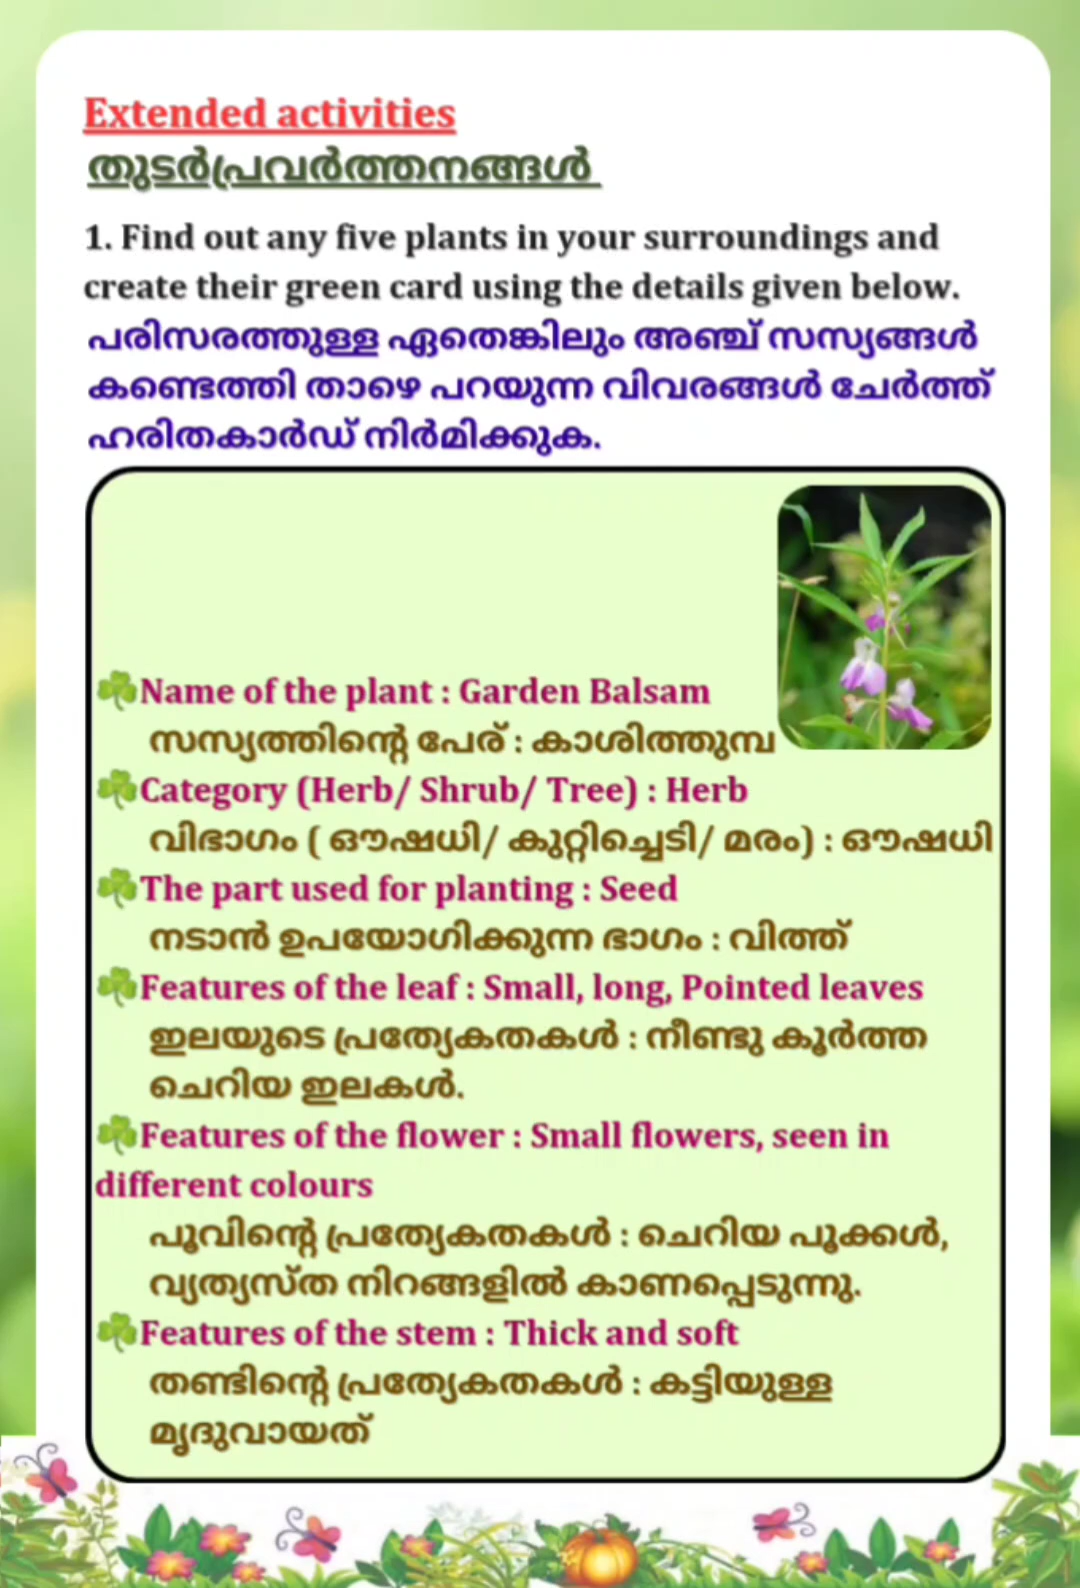 Extended activities
തുടർപ്രവർത്തനങ്ങൾ
1. Find out any five plants in your surroundings and
create their green card using the details given below.
പരിസരത്തുള്ള ഏതെങ്കിലും അഞ്ച് സസ്യങ്ങൾ
കണ്ടെത്തി താഴെ പറയുന്ന വിവരങ്ങൾ ചേർത്ത്
ഹരിതകാർഡ് നിർമിക്കുക.
☘️Name of the plant : Garden Balsam
സസ്യത്തിന്റെ പേര് : കാശിത്തുമ്പ
☘️Category (Herb/ Shrub/ Tree) : Herb
വിഭാഗം ( ഔഷധി/ കുറ്റിച്ചെടി/ മരം) : ഔഷധി
☘️The part used for planting : Seed
നടാൻ ഉപയോഗിക്കുന്ന ഭാഗം : വിത്ത്
☘️Features of the leaf : Small, long, Pointed leaves
ഇലയുടെ പ്രത്യേകതകൾ : നീണ്ടു കൂർത്ത
ചെറിയ ഇലകൾ.
☘️Features of the flower : Small flowers, seen in
different colours
പൂവിന്റെ പ്രത്യേകതകൾ : ചെറിയ പൂക്കൾ,
വ്യത്യസ്ത നിറങ്ങളിൽ കാണപ്പെടുന്നു.
☘️Features of the stem : Thick and soft
തണ്ടിന്റെ പ്രത്യേകതകൾ : കട്ടിയുള്ള
മൃദുവായത്